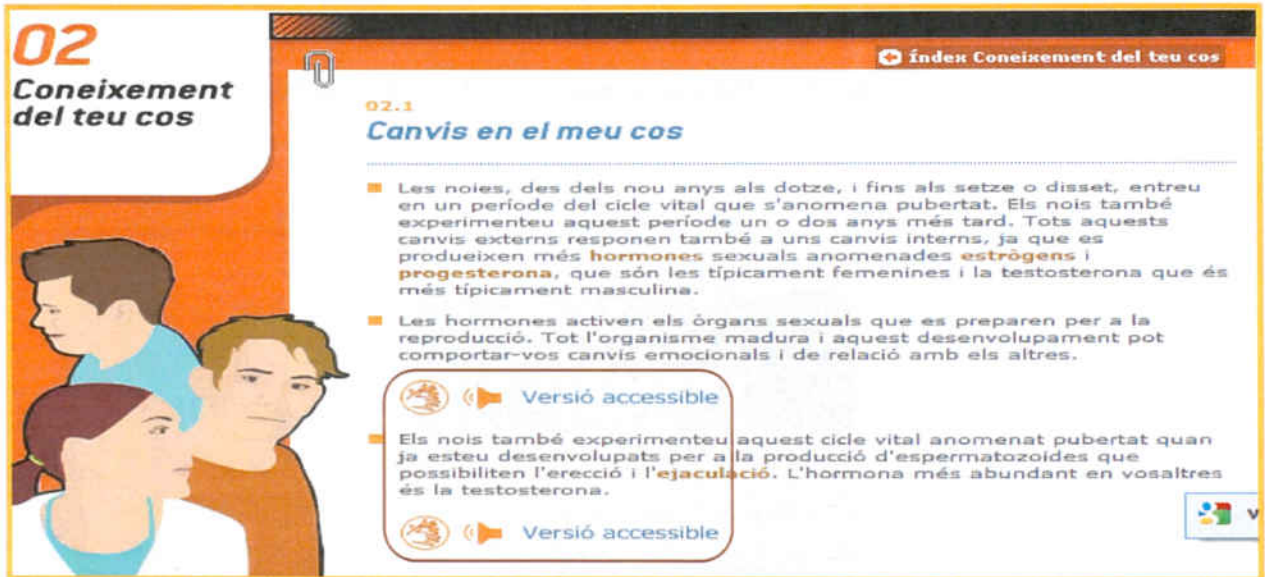 02
Coneixement
del teu cos
Índex Coneixement del teu cos
02.1
Canvis en el meu cos
Les noies, des dels nou anys als dotze, i fins als setze o disset, entreu
en un període del cicle vital que s'anomena pubertat. Els nois també
experimenteu aquest període un o dos anys més tard. Tots aquests
canvis externs responen també a uns canvis interns, ja que es
produeixen més hormones sexuals anomenades estrògens i
progesterona, que són les típicament femenines i la testosterona que és
més típicament masculina.
Les hormones activen els òrgans sexuals que es preparen per a la
reproducció. Tot l'organisme madura i aquest desenvolupament pot
comportar-vos canvis emocionals i de relació amb els altres.
Versió accessible
Els nois també experimenteu aquest cicle vital anomenat pubertat quan
ja esteu desenvolupats per a la producció d'espermatozoides que
possibiliten l'erecció i l'ejaculació. L'hormona més abundant en vosaltres
és la testosterona.
Versió accessible